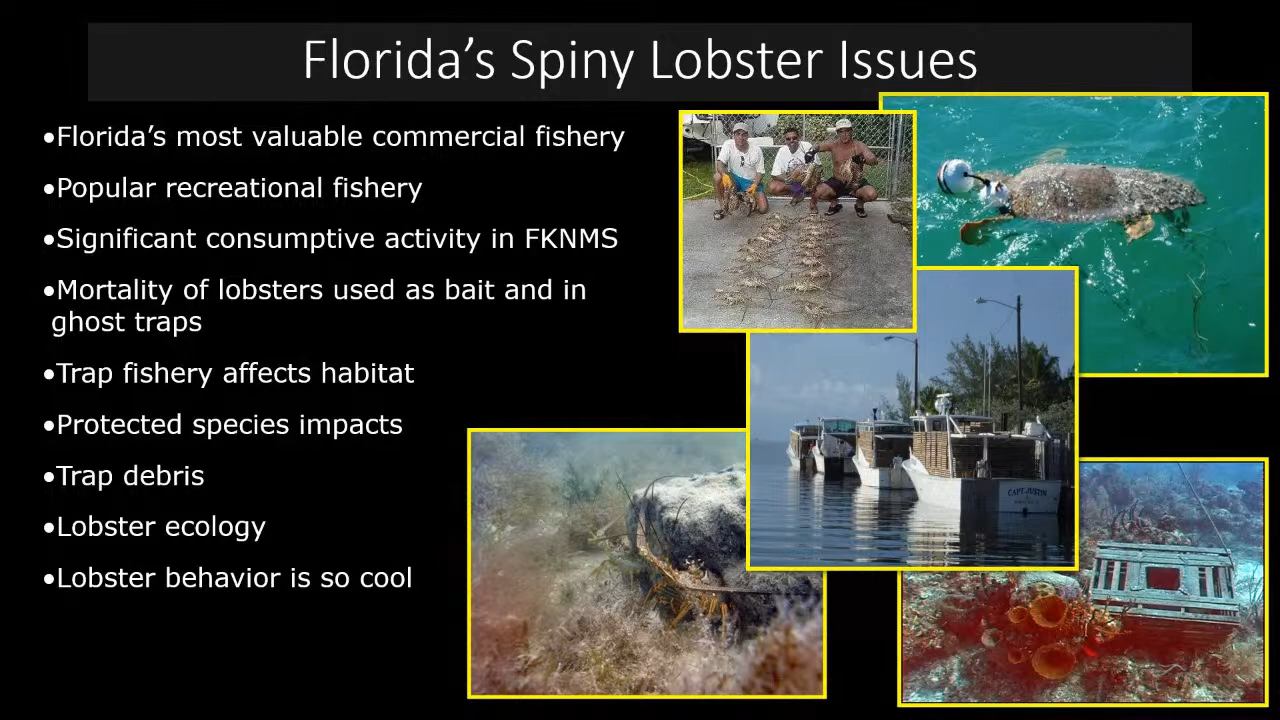 Florida’s Spiny Lobster Issues
•Florida’s most valuable commercial fishery
•Popular recreational fishery
•Significant consumptive activity in FKNMS
•Mortality of lobsters used as bait and in
ghost traps
•Trap fishery affects habitat
•Protected species impacts
•Trap debris
•Lobster ecology
•Lobster behavior is so cool
CAPT. JUSTIN